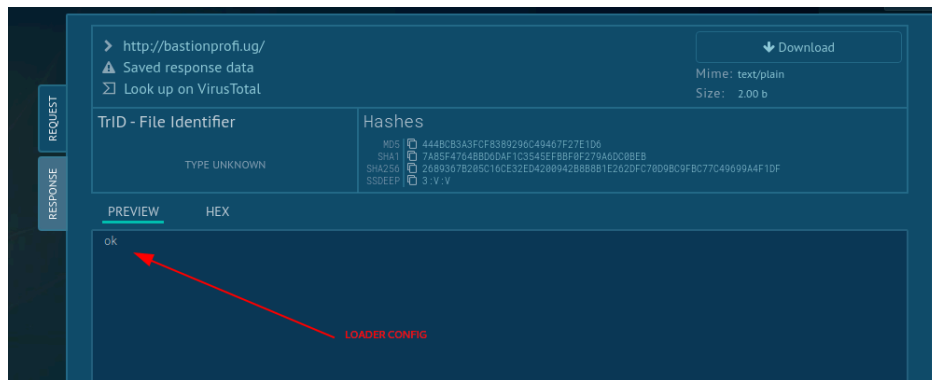 http://bastionprofi.ug/
Saved response data
Look up on VirusTotal
Download
Mime: text/plain
Size: 2.00 b
REQUEST
RESPONSE
TrID - File Identifier
TYPE UNKNOWN
Hashes
MD5 444BCB3A3FCF8389296C49467F27E1D6
SHA1 7A85F4764BBD6DAF1C3545EFBBF0F279A6DC0BEB
SHA256 2689367B205C16CE32ED4200942B8B8B1E262DFC70D9BC9FBC77C49699A4F1DF
SSDEEP 3:V:V
PREVIEW HEX
ok
LOADER CONFIG